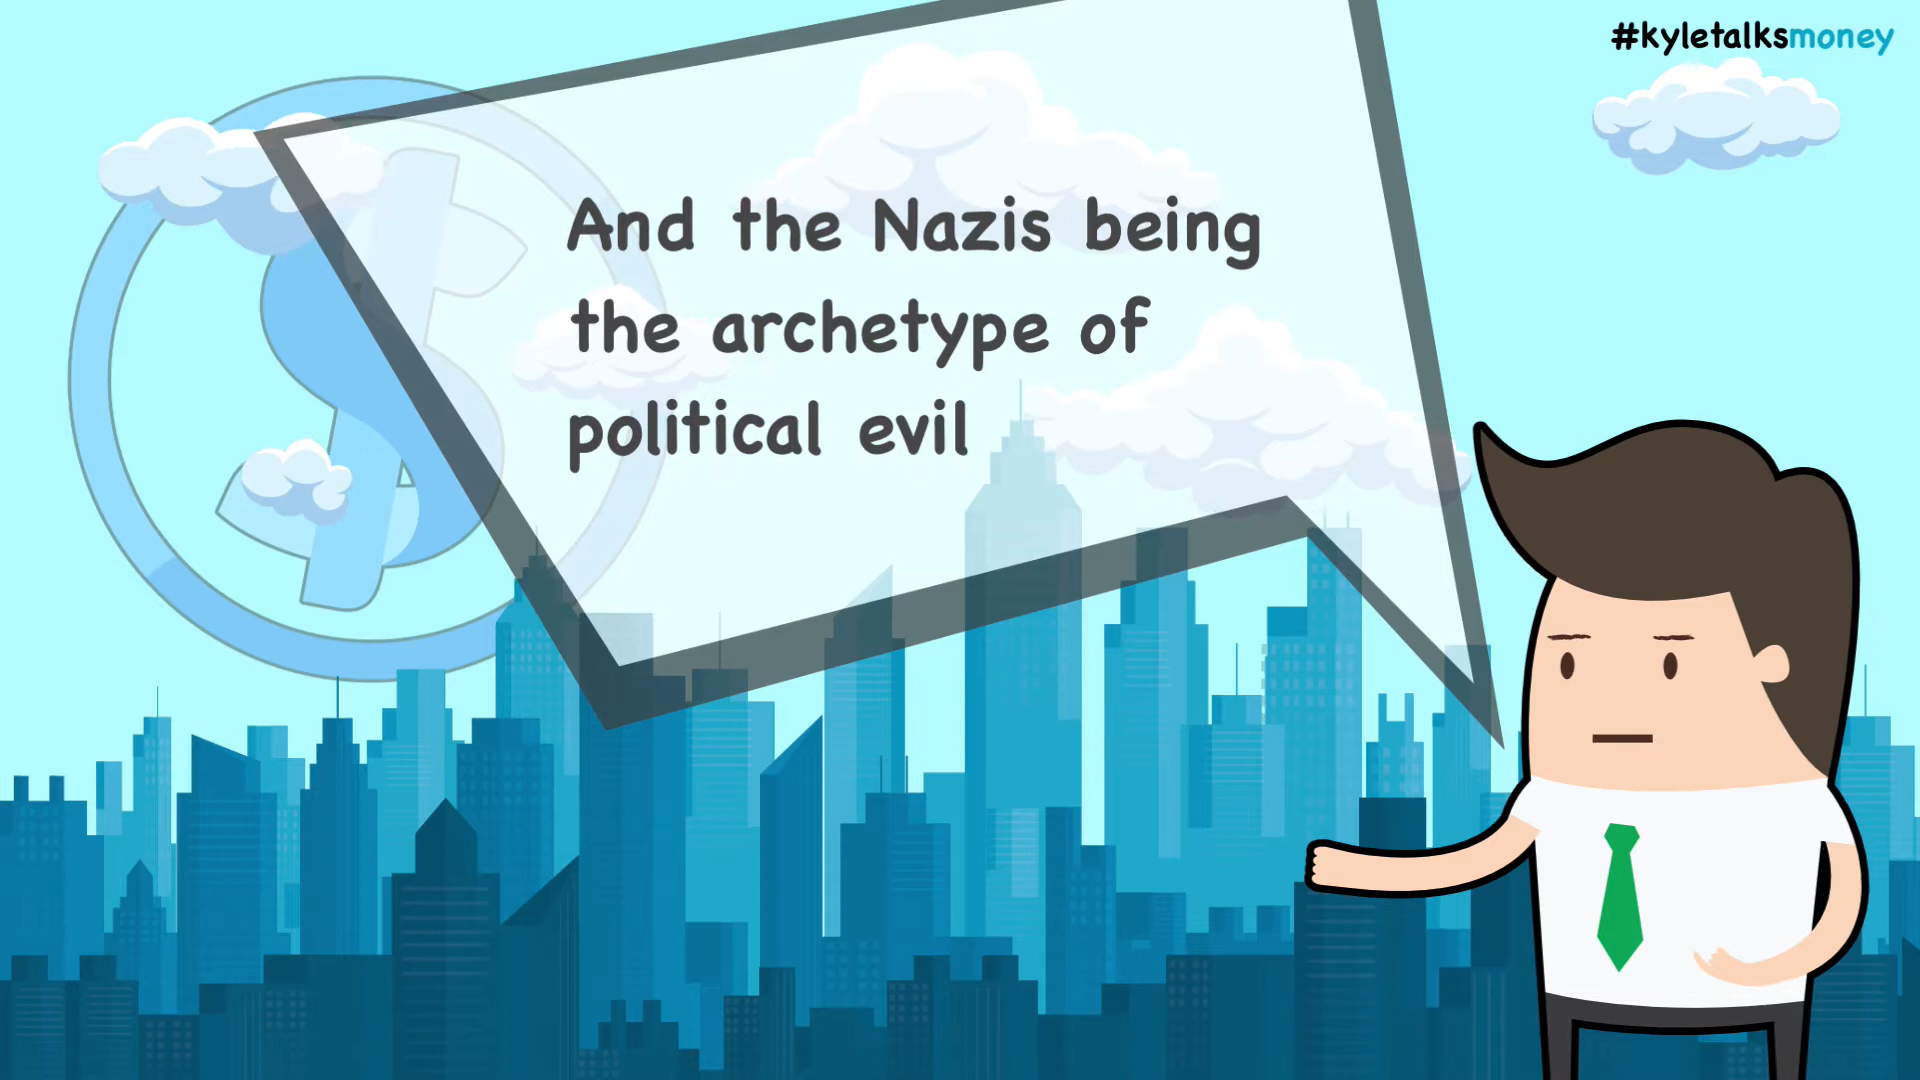 #kyletalksmoney
And the Nazis being
the archetype of
political evil